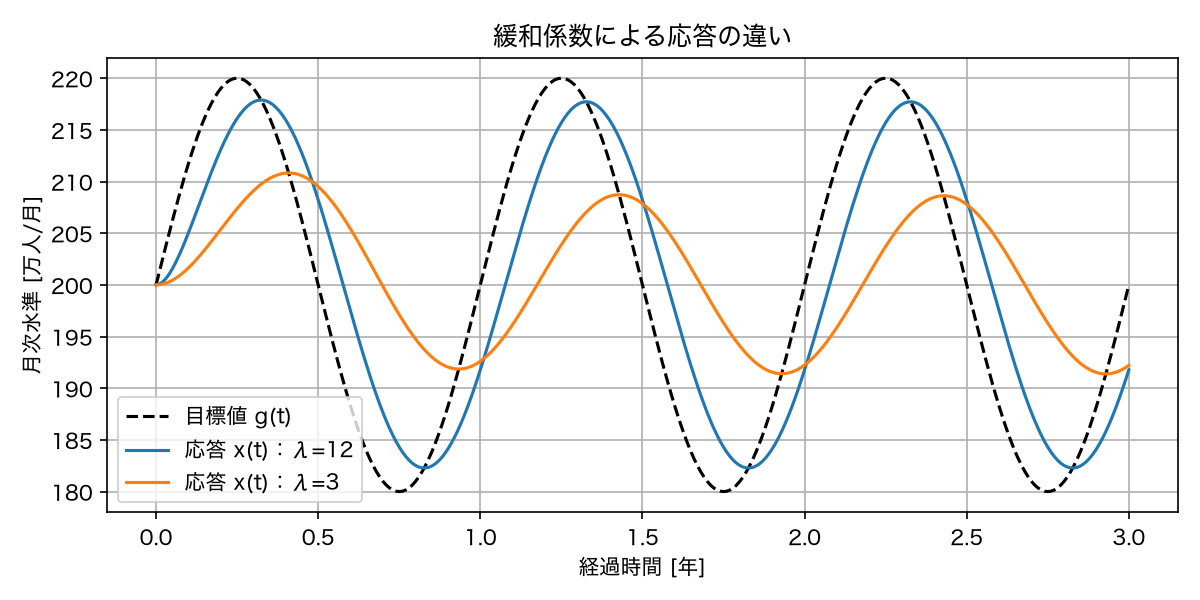 緩和係数による応答の違い
月次水準 [万人/月]
220
215
210
205
200
195
190
185
180
目標値 g(t)
応答 x(t)：λ=12
応答 x(t)：λ=3
0.0 0.5 1.0 1.5 2.0 2.5 3.0
経過時間 [年]